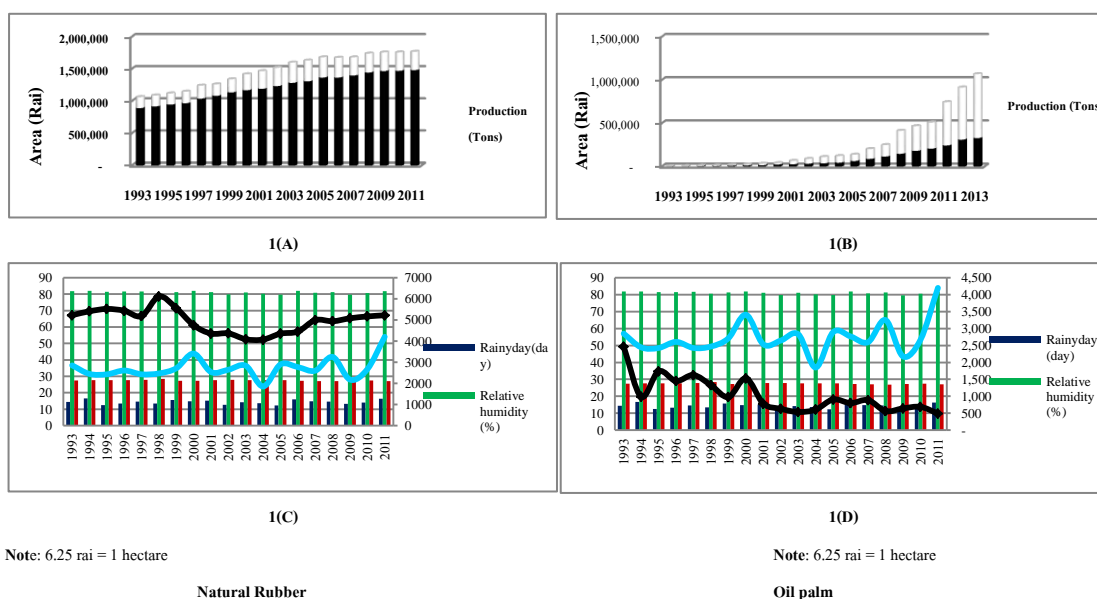 2,000,000
1,500,000
1,000,000
500,000
-
Area (Rai)
1993 1995 1997 1999 2001 2003 2005 2007 2009 2011
Production
(Tons)
1(A)
1,500,000
1,000,000
500,000
-
Area (Rai)
1993 1995 1997 1999 2001 2003 2005 2007 2009 2011 2013
Production (Tons
1(B)
90
80
70
60
50
40
30
20
10
0
7000
6000
5000
4000
3000
2000
1000
0
1993 1994 1995 1996 1997 1998 1999 2000 2001 2002 2003 2004 2005 2006 2007 2008 2009 2010 2011
Rainyday(da
y)
Relative
humidity
(%)
1(C)
90
80
70
60
50
40
30
20
10
0
4,500
4,000
3,500
3,000
2,500
2,000
1,500
1,000
500
-
1993 1994 1995 1996 1997 1998 1999 2000 2001 2002 2003 2004 2005 2006 2007 2008 2009 2010 2011
Rainyday
(day)
Relative
humidity
(%)
1(D)
Note: 6.25 rai = 1 hectare
Note: 6.25 rai = 1 hectare
Natural Rubber
Oil palm